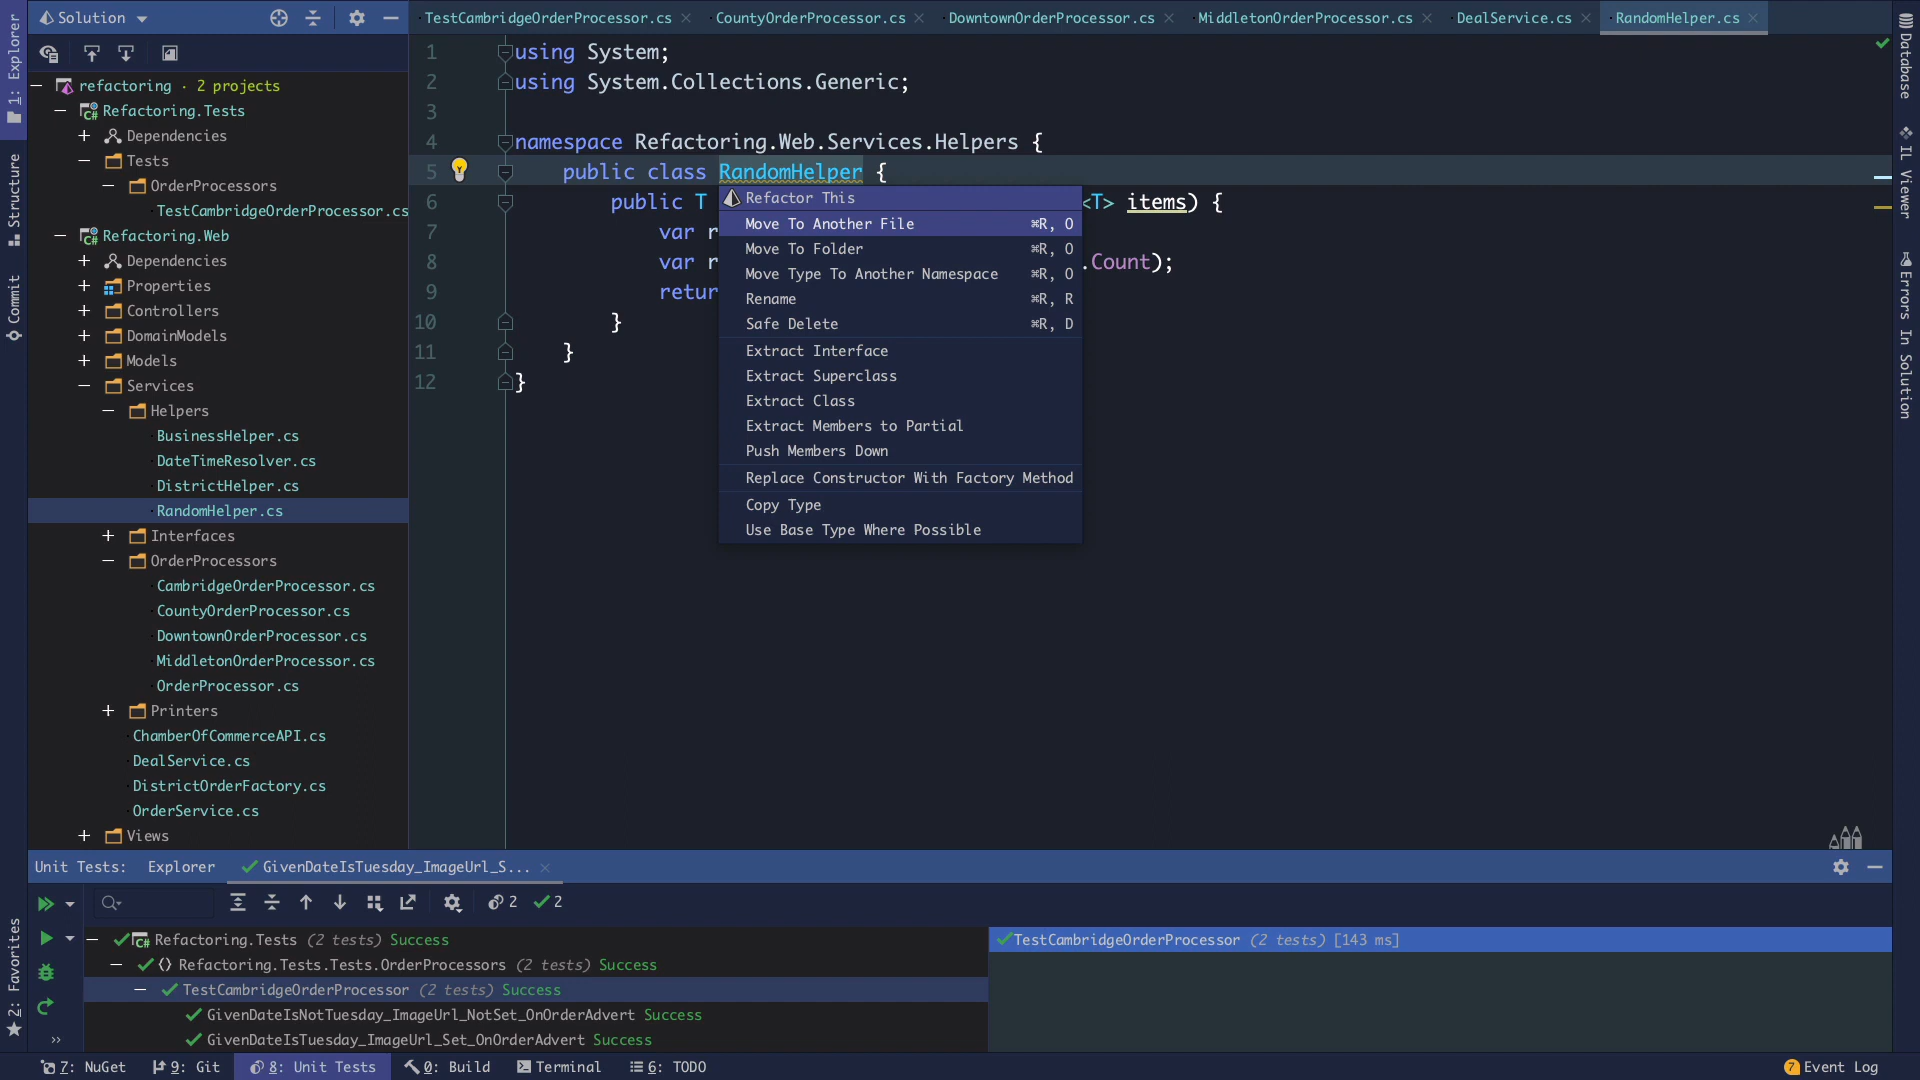 Solution
TestCambridgeOrderProcessor.cs
CountyOrderProcessor.cs
DowntownOrderProcessor.cs
MiddletonOrderProcessor.cs
DealService.cs
RandomHelper.cs
1: Explorer
Structure
Commit
2: Favorites
refactoring · 2 projects
Refactoring.Tests
Dependencies
Tests
OrderProcessors
TestCambridgeOrderProcessor.cs
Refactoring.Web
Dependencies
Properties
Controllers
DomainModels
Models
Services
Helpers
BusinessHelper.cs
DateTimeResolver.cs
DistrictHelper.cs
RandomHelper.cs
Interfaces
OrderProcessors
CambridgeOrderProcessor.cs
CountyOrderProcessor.cs
DowntownOrderProcessor.cs
MiddletonOrderProcessor.cs
OrderProcessor.cs
Printers
ChamberOfCommerceAPI.cs
DealService.cs
DistrictOrderFactory.cs
OrderService.cs
Views
1 using System;
2 using System.Collections.Generic;
3
4 namespace Refactoring.Web.Services.Helpers {
5 public class RandomHelper {
6 public T <T> items) {
7 var r
8 var r .Count);
9 retur
10 }
11 }
12 }
Refactor This
Move To Another File ⌘R, O
Move To Folder ⌘R, O
Move Type To Another Namespace ⌘R, O
Rename ⌘R, R
Safe Delete ⌘R, D
Extract Interface
Extract Superclass
Extract Class
Extract Members to Partial
Push Members Down
Replace Constructor With Factory Method
Copy Type
Use Base Type Where Possible
Database
IL Viewer
Errors In Solution
Unit Tests: Explorer GivenDateIsTuesday_ImageUrl_S...
2 2
C# Refactoring.Tests (2 tests) Success
Refactoring.Tests.Tests.OrderProcessors (2 tests) Success
TestCambridgeOrderProcessor (2 tests) Success
GivenDateIsNotTuesday_ImageUrl_NotSet_OnOrderAdvert Success
GivenDateIsTuesday_ImageUrl_Set_OnOrderAdvert Success
TestCambridgeOrderProcessor (2 tests) [143 ms]
7: NuGet
9: Git
8: Unit Tests
0: Build
Terminal
6: TODO
7 Event Log